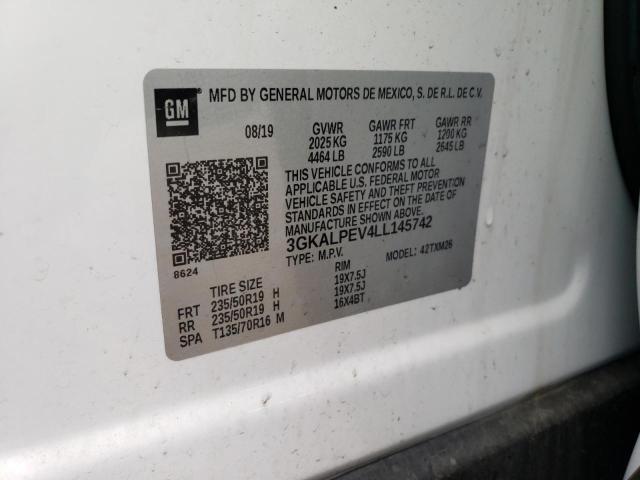 GM
MFD BY GENERAL MOTORS DE MEXICO, S. DE R.L. DE C.V.
08/19 GVWR GAWR FRT GAWR RR
2025 KG 1175 KG 1200 KG
4464 LB 2590 LB 2645 LB
THIS VEHICLE CONFORMS TO ALL
APPLICABLE U.S. FEDERAL MOTOR
VEHICLE SAFETY AND THEFT PREVENTION
STANDARDS IN EFFECT ON THE DATE OF
MANUFACTURE SHOWN ABOVE.
3GKALPEV4LL145742
8624
TYPE: M.P.V. MODEL: 42TXM26
TIRE SIZE RIM
FRT 235/50R19 H 19X7.5J
RR 235/50R19 H 19X7.5J
SPA T135/70R16 M 16X4BT